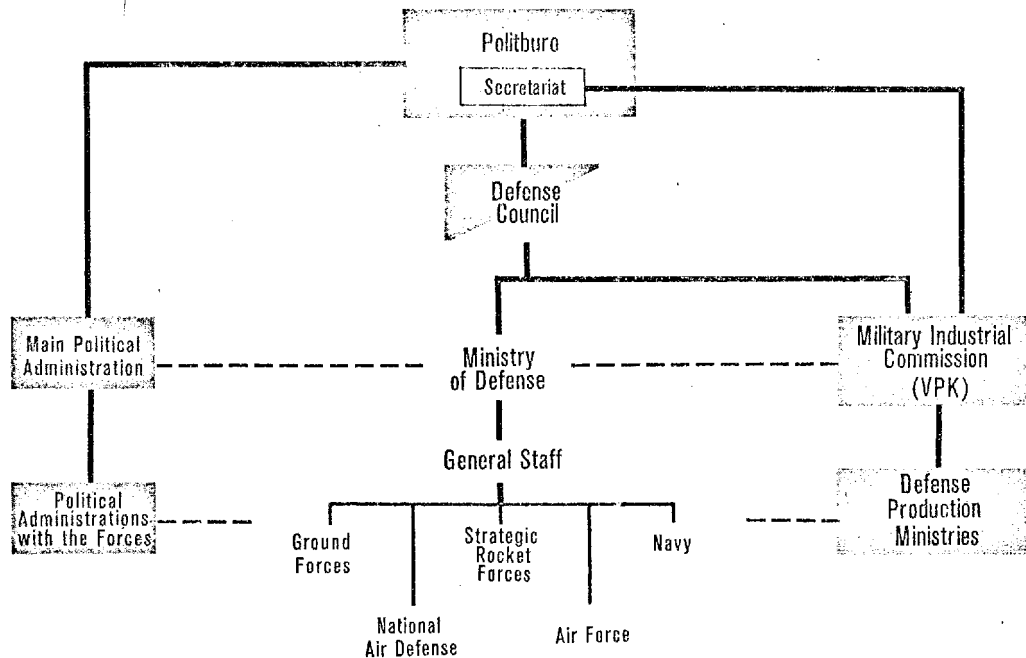 Politburo
Secretariat
Defense
Council
Main Political
Administration
Ministry
of Defense
Military Industrial
Commission
(VPK)
General Staff
Political
Administrations
with the Forces
Defense
Production
Ministries
Ground
Forces
Strategic
Rocket
Forces
Navy
National
Air Defense
Air Force